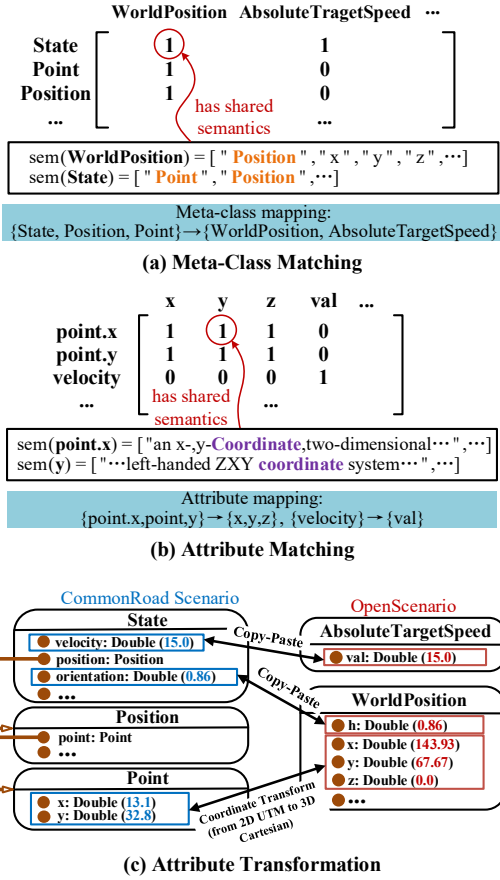 WorldPosition AbsoluteTragetSpeed ...
State 1 1
Point 1 0
Position 1 0
... ...
has shared
semantics
sem(WorldPosition) = [ " Position " , " x " , " y " , " z " ,⋯]
sem(State) = [ " Point " , " Position " ,⋯]
Meta-class mapping:
{State, Position, Point}→{WorldPosition, AbsoluteTargetSpeed}
(a) Meta-Class Matching
x y z val ...
point.x 1 1 1 0
point.y 1 1 1 0
velocity 0 0 0 1
... ...
has shared
semantics
sem(point.x) = ["an x-,y-Coordinate,two-dimensional⋯ " ,⋯]
sem(y) = ["⋯left-handed ZXY coordinate system⋯ " ,⋯]
Attribute mapping:
{point.x,point,y}→{x,y,z}, {velocity}→{val}
(b) Attribute Matching
CommonRoad Scenario
OpenScenario
State
velocity: Double (15.0)
position: Position
orientation: Double (0.86)
...
Position
point: Point
...
Point
x: Double (13.1)
y: Double (32.8)
Copy-Paste
Copy-Paste
Coordinate Transform
(from 2D UTM to 3D
Cartesian)
AbsoluteTargetSpeed
val: Double (15.0)
WorldPosition
h: Double (0.86)
x: Double (143.93)
y: Double (67.67)
z: Double (0.0)
...
(c) Attribute Transformation